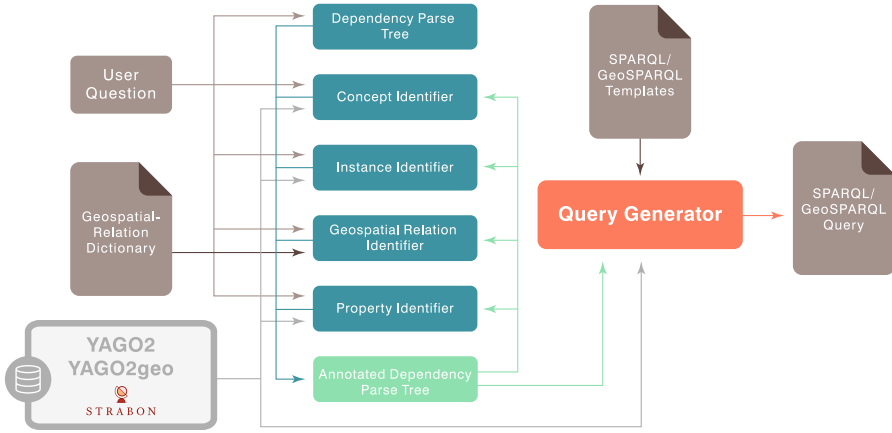 Dependency Parse
Tree
User
Question
Concept Identifier
SPARQL/
GeoSPARQL
Templates
Instance Identifier
Geospatial-
Relation
Dictionary
Geospatial Relation
Identifier
Query Generator
SPARQL/
GeoSPARQL
Query
Property Identifier
YAGO2
YAGO2geo
STRABON
Annotated Dependency
Parse Tree